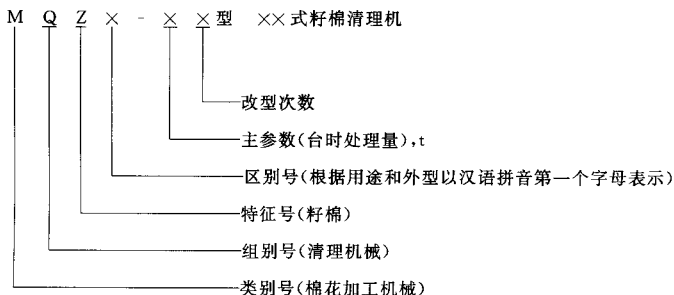 M Q Z × - × ×型 ××式籽棉清理机
改型次数
主参数(台时处理量),t
区别号(根据用途和外型以汉语拼音第一个字母表示)
特征号(籽棉)
组别号(清理机械)
类别号(棉花加工机械)